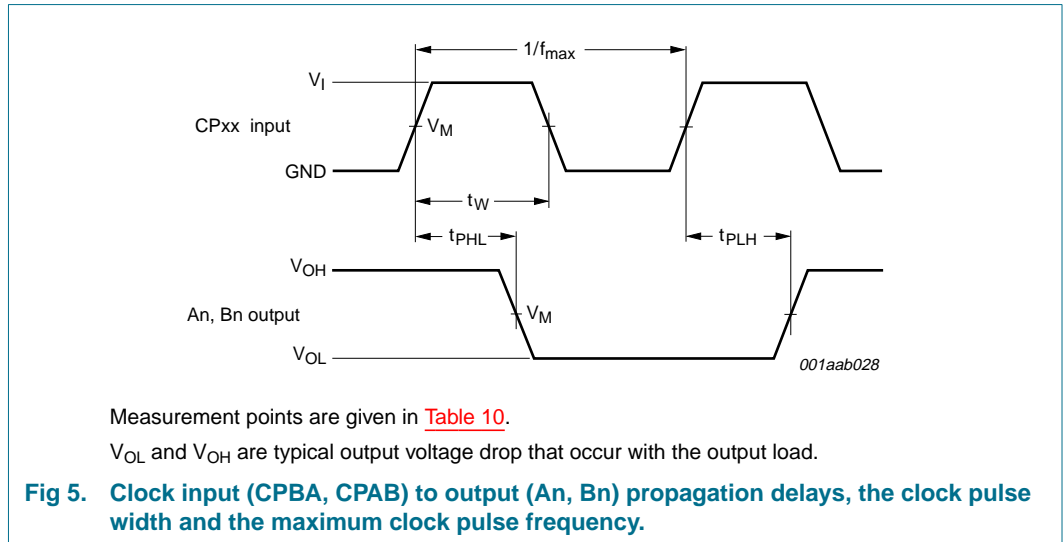 1/fmax
VI
CPxx input
VM
GND
tW
tPHL
tPLH
VOH
An, Bn output
VM
VOL
001aab028
Measurement points are given in Table 10.
VOL and VOH are typical output voltage drop that occur with the output load.
Fig 5. Clock input (CPBA, CPAB) to output (An, Bn) propagation delays, the clock pulse
width and the maximum clock pulse frequency.